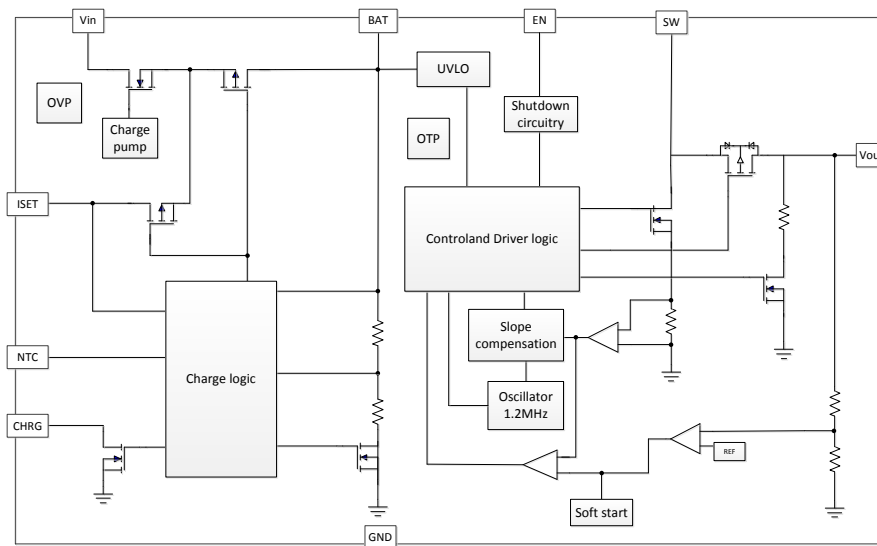 Vin
BAT
EN
SW
OVP
Charge
pump
UVLO
OTP
Shutdown
circuitry
Vou
ISET
Controland Driver logic
NTC
Charge logic
Slope
compensation
Oscillator
1.2MHz
CHRG
REF
Soft start
GND